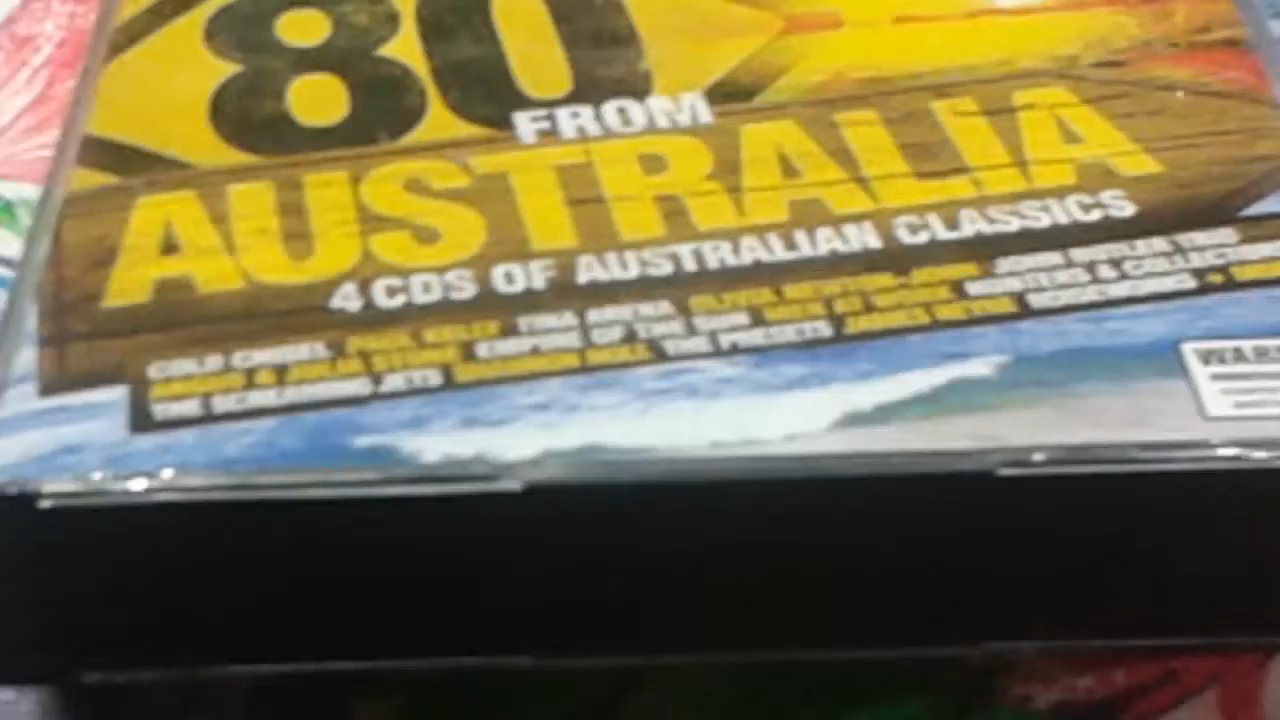 80
FROM
AUSTRALIA
4 CDS OF AUSTRALIAN CLASSICS
COLD CHISEL PAUL KELLY TINA ARENA OLIVIA NEWTON-JOHN JOHN BUTLER TRIO
ANGUS & JULIA STONE EMPIRE OF THE SUN MEN AT WORK HUNTERS & COLLECTORS
THE SCREAMING JETS SHANNON NOLL THE PRESETS JAMES REYNE ICEHOUSE